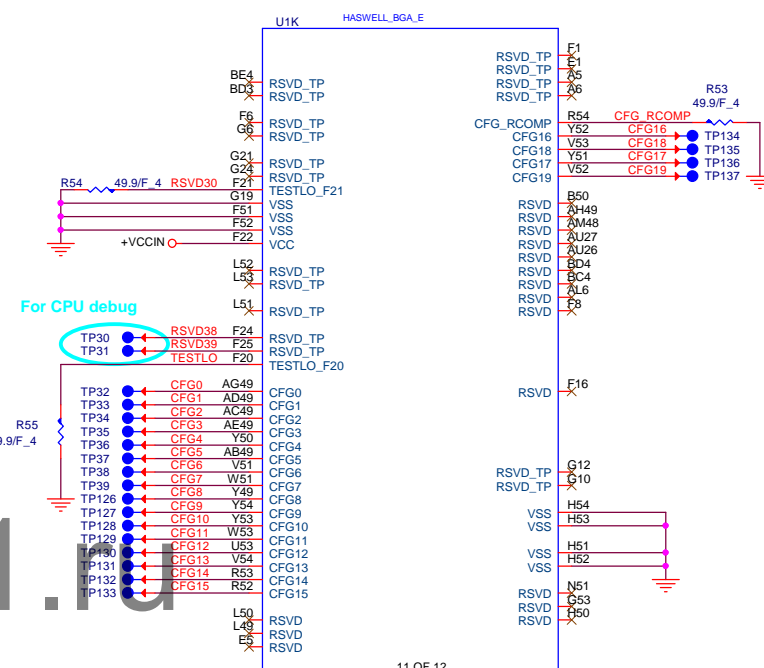 U1K HASWELL_BGA_E
BE4 RSVD_TP
BD3 RSVD_TP
F6 RSVD_TP
G6 RSVD_TP
G21 RSVD_TP
G24 RSVD_TP
R54 49.9/F_4 RSVD30 F21 TESTLO_F21
G19 VSS
F51 VSS
F52 VSS
+VCCIN F22 VCC
L52 RSVD_TP
L53 RSVD_TP
L51 RSVD_TP
For CPU debug
TP30 RSVD38 F24 RSVD_TP
TP31 RSVD39 F25 RSVD_TP
TESTLO F20 TESTLO_F20
TP32 CFG0 AG49 CFG0
TP33 CFG1 AD49 CFG1
TP34 CFG2 AC49 CFG2
TP35 CFG3 AE49 CFG3
TP36 CFG4 Y50 CFG4
TP37 CFG5 AB49 CFG5
TP38 CFG6 V51 CFG6
TP39 CFG7 W51 CFG7
TP126 CFG8 Y49 CFG8
TP127 CFG9 Y54 CFG9
TP128 CFG10 Y53 CFG10
TP129 CFG11 W53 CFG11
TP130 CFG12 U53 CFG12
TP131 CFG13 V54 CFG13
TP132 CFG14 R53 CFG14
TP133 CFG15 R52 CFG15
R55
9.9/F_4
L50 RSVD
L49 RSVD
E5 RSVD
RSVD_TP F1
RSVD_TP E1
RSVD_TP A5
RSVD_TP A6
R53
49.9/F_4
CFG_RCOMP R54 CFG_RCOMP
CFG16 Y52 CFG16 TP134
CFG18 V53 CFG18 TP135
CFG17 Y51 CFG17 TP136
CFG19 V52 CFG19 TP137
RSVD B50
RSVD AH49
RSVD AM48
RSVD AU27
RSVD AU26
RSVD BD4
RSVD BC4
RSVD AL6
RSVD F8
RSVD F16
RSVD_TP G12
RSVD_TP G10
VSS H54
VSS H53
VSS H51
VSS H52
RSVD N51
RSVD G53
RSVD H50
11 OF 12
1.ru